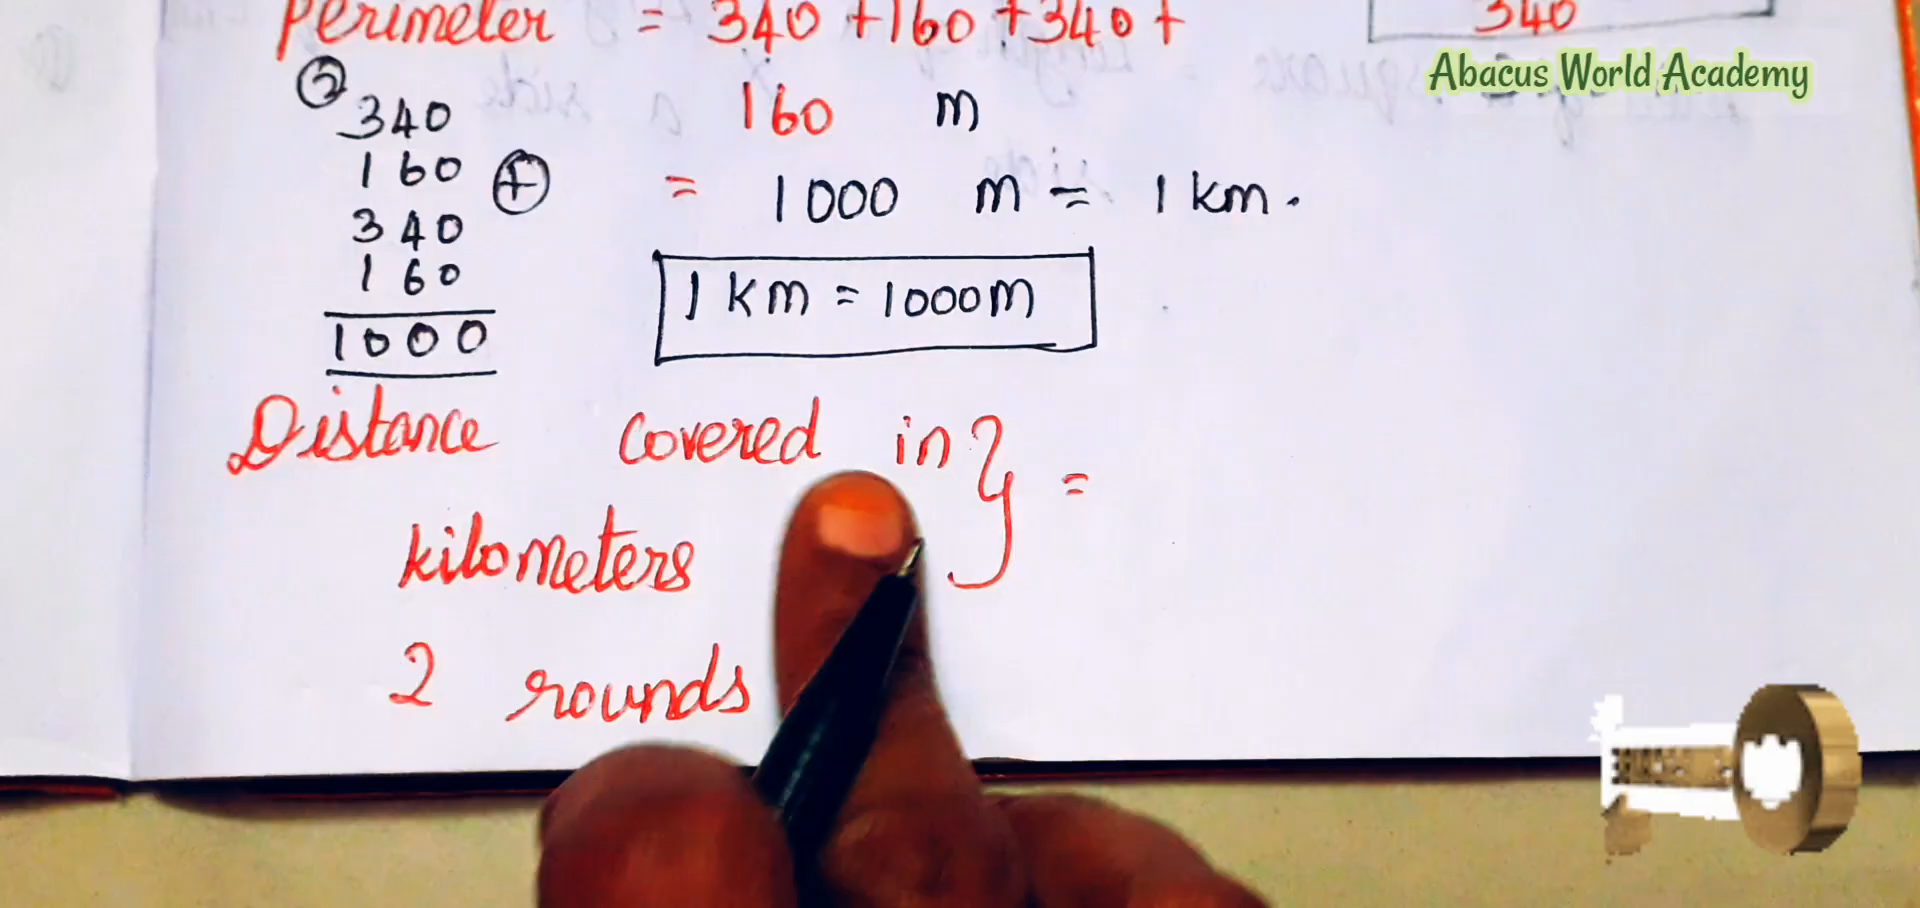 Perimeter = 340 + 160 + 340 +
340
Abacus World Academy
160 m
2
340
160 +
340
160
1000
= 1000 m = 1 km.
1 km = 1000m
Distance covered in } =
kilometers
2 rounds